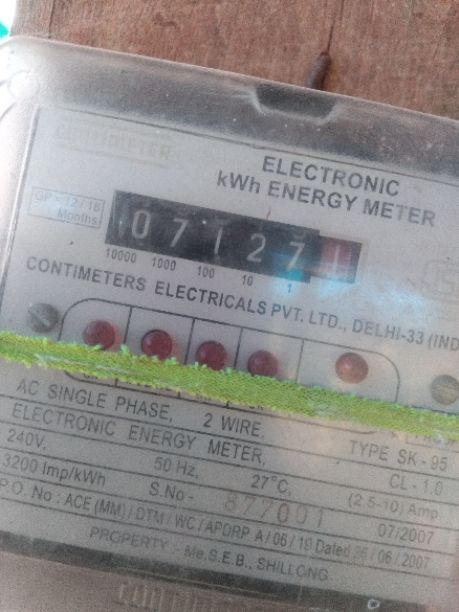 CONTIMETER
ELECTRONIC
kWh ENERGY METER
GP = 12 / 18
Months
0 7 1 2 7 1
10000 1000 100 10 1
CONTIMETERS ELECTRICALS PVT. LTD., DELHI-33 (IND
AC SINGLE PHASE, 2 WIRE,
ELECTRONIC ENERGY METER, TYPE SK - 95
240V, 50 Hz, 27°C, CL - 1.0
3200 Imp/kWh S.No - 877001 (2.5-10) Amp.
P.O. No : ACE (MM) / DTM / WC / APDRP A / 06 / 19 Dated 26 / 06 / 2007 07/2007
PROPERTY :- Me.S.E.B., SHILLONG